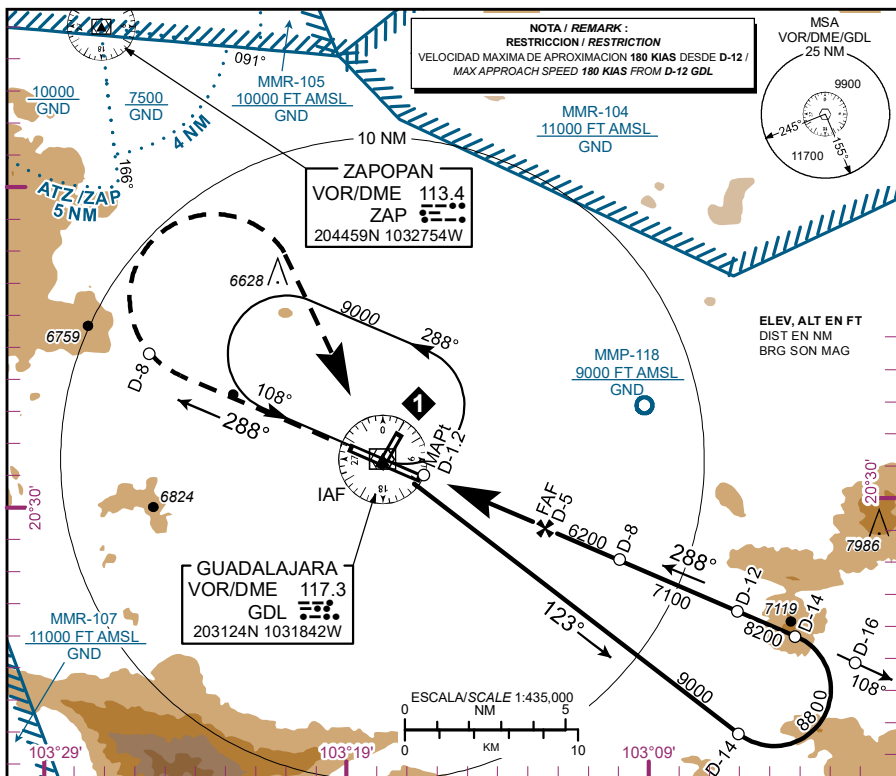 NOTA / REMARK :
RESTRICCION / RESTRICTION
VELOCIDAD MAXIMA DE APROXIMACION 180 KIAS DESDE D-12 /
MAX APPROACH SPEED 180 KIAS FROM D-12 GDL
MSA
VOR/DME/GDL
25 NM
9900
245°
155°
11700
091°
MMR-105
10000 FT AMSL
GND
10000
GND
7500
GND
4 NM
166°
ATZ /ZAP
5 NM
MMR-104
11000 FT AMSL
GND
10 NM
ZAPOPAN
VOR/DME 113.4
ZAP
204459N 1032754W
6628
9000
288°
6759
D-8
108°
288°
1
ELEV, ALT EN FT
DIST EN NM
BRG SON MAG
MMP-118
9000 FT AMSL
GND
0
9
18
27
MAPt
D-1.2
IAF
20°30'
6824
FAF
D-5
6200
D-8
288°
7100
D-12
7119
8200
D-14
20°30'
7986
D-16
108°
GUADALAJARA
VOR/DME 117.3
GDL
203124N 1031842W
123°
9000
8800
D-14
MMR-107
11000 FT AMSL
GND
ESCALA/SCALE 1:435,000
NM
0 5
0 10
KM
103°29'
103°19'
103°09'